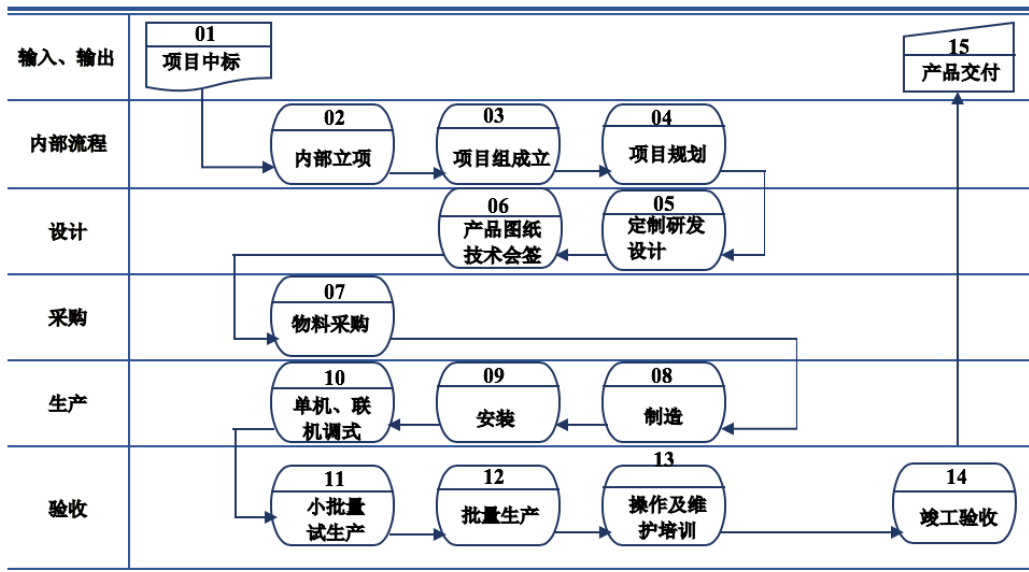 输入、输出
01
项目中标
15
产品交付
内部流程
02
内部立项
03
项目组成立
04
项目规划
设计
06
产品图纸
技术会签
05
定制研发
设计
采购
07
物料采购
生产
10
单机、联
机调式
09
安装
08
制造
验收
11
小批量
试生产
12
批量生产
13
操作及维
护培训
14
竣工验收